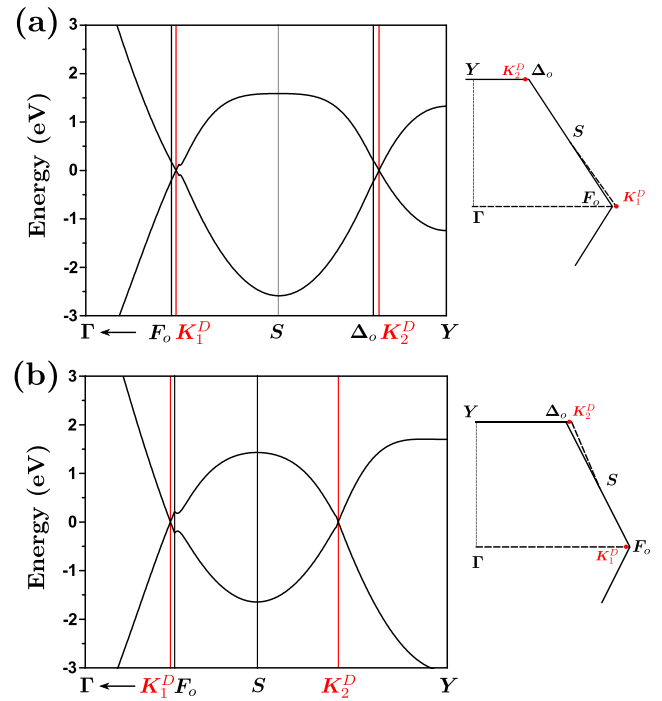 (a)
Energy (eV)
3
2
1
0
-1
-2
-3
Γ F_o K_1^D S Δ_o K_2^D Y
Y K_2^D Δ_o
S
F_o K_1^D
Γ
(b)
Energy (eV)
3
2
1
0
-1
-2
-3
Γ K_1^D F_o S K_2^D Y
Y Δ_o K_2^D
S
K_1^D F_o
Γ